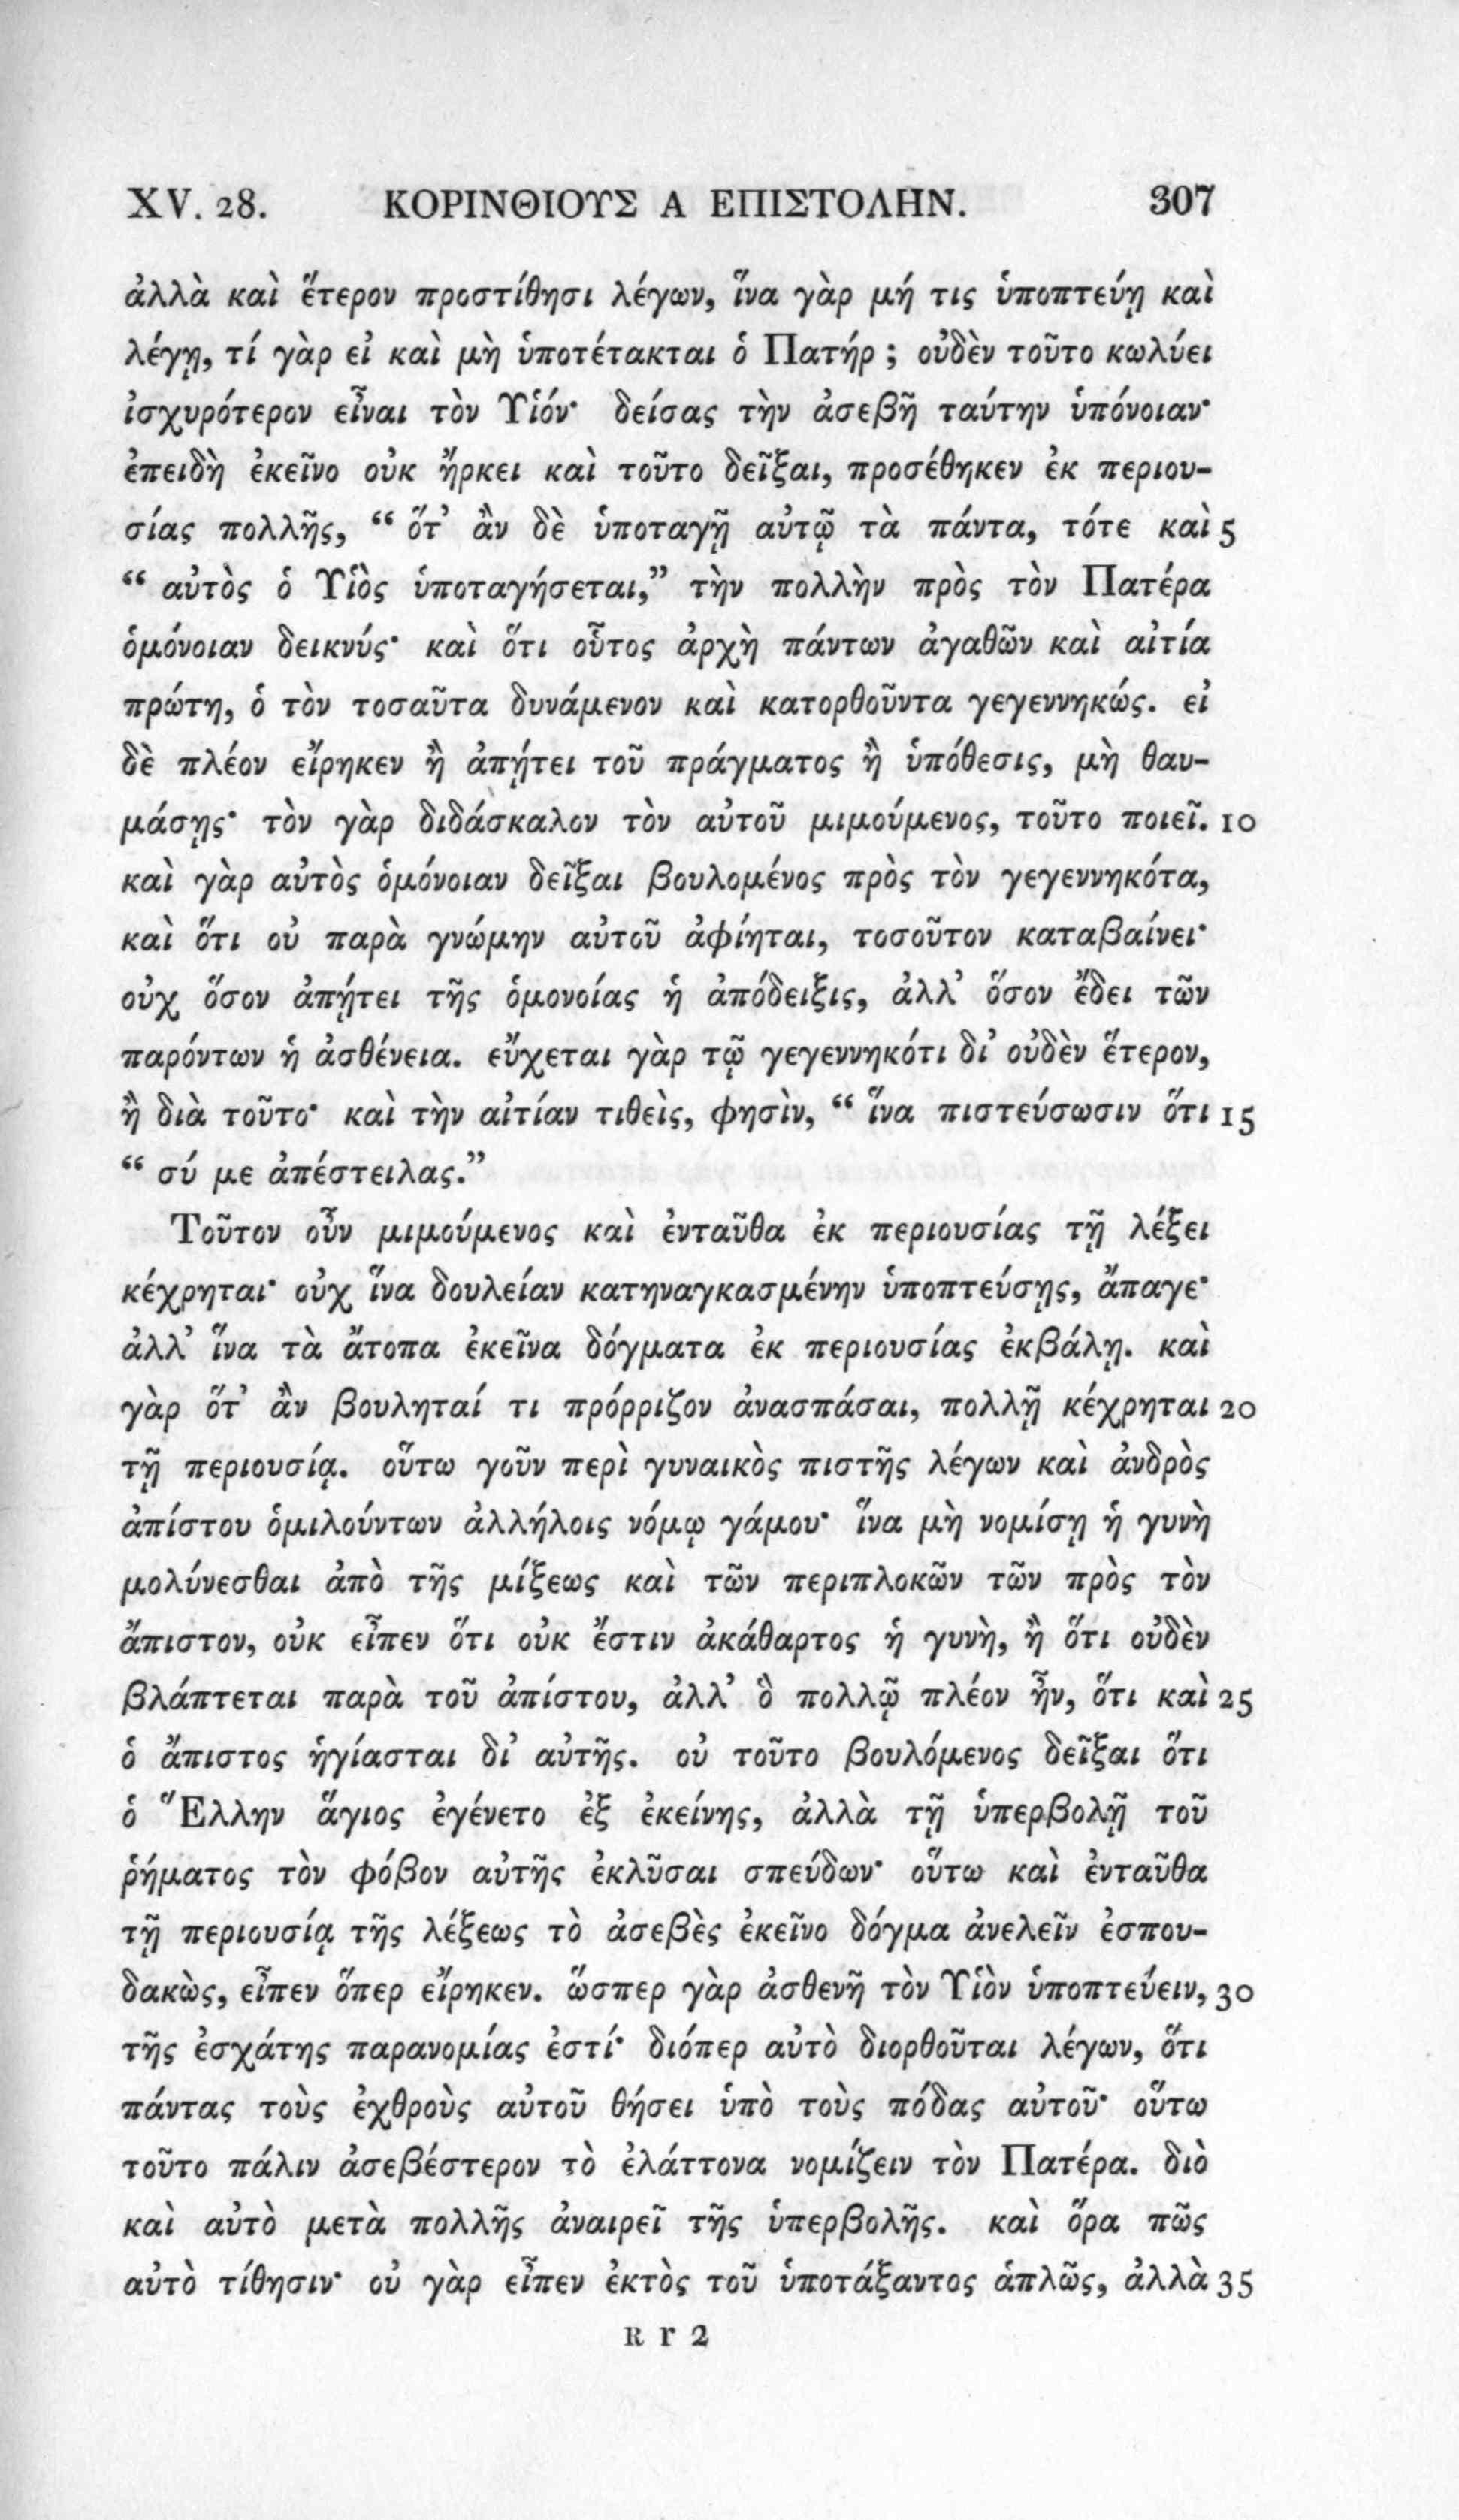 XV. 28. ΚΟΡΙΝΘΙΟΥΣ Α ΕΠΙΣΤΟΛΗΝ. 307
ἀλλὰ καὶ ἕτερον προστίθησι λέγων, ἵνα γὰρ μή τις ὑποπτεύῃ καὶ
λέγῃ, τί γὰρ εἰ καὶ μὴ ὑποτέτακται ὁ Πατήρ ; οὐδὲν τοῦτο κωλύει
ἰσχυρότερον εἶναι τὸν Υἱόν· δείσας τὴν ἀσεβῆ ταύτην ὑπόνοιαν·
ἐπειδὴ ἐκεῖνο οὐκ ἤρκει καὶ τοῦτο δεῖξαι, προσέθηκεν ἐκ περιου-
σίας πολλῆς, “ ὅτ’ ἂν δὲ ὑποταγῇ αὐτῷ τὰ πάντα, τότε καὶ 5
“ αὐτὸς ὁ Υἱὸς ὑποταγήσεται,” τὴν πολλὴν πρὸς τὸν Πατέρα
ὁμόνοιαν δεικνύς· καὶ ὅτι οὗτος ἀρχὴ πάντων ἀγαθῶν καὶ αἰτία
πρώτη, ὁ τὸν τοσαῦτα δυνάμενον καὶ κατορθοῦντα γεγεννηκώς. εἰ
δὲ πλέον εἴρηκεν ἢ ἀπῄτει τοῦ πράγματος ἢ ὑπόθεσις, μὴ θαυ-
μάσῃς· τὸν γὰρ διδάσκαλον τὸν αὐτοῦ μιμούμενος, τοῦτο ποιεῖ. 10
καὶ γὰρ αὐτὸς ὁμόνοιαν δεῖξαι βουλομένος πρὸς τὸν γεγεννηκότα,
καὶ ὅτι οὐ παρὰ γνώμην αὐτοῦ ἀφίηται, τοσοῦτον καταβαίνει·
οὐχ ὅσον ἀπῄτει τῆς ὁμονοίας ἡ ἀπόδειξις, ἀλλ’ ὅσον ἔδει τῶν
παρόντων ἡ ἀσθένεια. εὔχεται γὰρ τῷ γεγεννηκότι δι’ οὐδὲν ἕτερον,
ἢ διὰ τοῦτο· καὶ τὴν αἰτίαν τιθεὶς, φησὶν, “ ἵνα πιστεύσωσιν ὅτι 15
“ σύ με ἀπέστειλας.”
Τοῦτον οὖν μιμούμενος καὶ ἐνταῦθα ἐκ περιουσίας τῇ λέξει
κέχρηται· οὐχ ἵνα δουλείαν κατηναγκασμένην ὑποπτεύσῃς, ἄπαγε·
ἀλλ’ ἵνα τὰ ἄτοπα ἐκεῖνα δόγματα ἐκ περιουσίας ἐκβάλῃ. καὶ
γὰρ ὅτ’ ἂν βουληταί τι πρόρριζον ἀνασπάσαι, πολλῇ κέχρηται 20
τῇ περιουσίᾳ. οὕτω γοῦν περὶ γυναικὸς πιστῆς λέγων καὶ ἀνδρὸς
ἀπίστου ὁμιλούντων ἀλλήλοις νόμῳ γάμου· ἵνα μὴ νομίσῃ ἡ γυνὴ
μολύνεσθαι ἀπὸ τῆς μίξεως καὶ τῶν περιπλοκῶν τῶν πρὸς τὸν
ἄπιστον, οὐκ εἶπεν ὅτι οὐκ ἔστιν ἀκάθαρτος ἡ γυνὴ, ἢ ὅτι οὐδὲν
βλάπτεται παρὰ τοῦ ἀπίστου, ἀλλ’ ὃ πολλῷ πλέον ἦν, ὅτι καὶ 25
ὁ ἄπιστος ἡγίασται δι’ αὐτῆς. οὐ τοῦτο βουλόμενος δεῖξαι ὅτι
ὁ Ἕλλην ἅγιος ἐγένετο ἐξ ἐκείνης, ἀλλὰ τῇ ὑπερβολῇ τοῦ
ῥήματος τὸν φόβον αὐτῆς ἐκλῦσαι σπεύδων· οὕτω καὶ ἐνταῦθα
τῇ περιουσίᾳ τῆς λέξεως τὸ ἀσεβὲς ἐκεῖνο δόγμα ἀνελεῖν ἐσπου-
δακὼς, εἶπεν ὅπερ εἴρηκεν. ὥσπερ γὰρ ἀσθενῆ τὸν Υἱὸν ὑποπτεύειν, 30
τῆς ἐσχάτης παρανομίας ἐστί· διόπερ αὐτὸ διορθοῦται λέγων, ὅτι
πάντας τοὺς ἐχθροὺς αὐτοῦ θήσει ὑπὸ τοὺς πόδας αὐτοῦ· οὕτω
τοῦτο πάλιν ἀσεβέστερον τὸ ἐλάττονα νομίζειν τὸν Πατέρα. διὸ
καὶ αὐτὸ μετὰ πολλῆς ἀναιρεῖ τῆς ὑπερβολῆς. καὶ ὅρα πῶς
αὐτὸ τίθησιν· οὐ γὰρ εἶπεν ἐκτὸς τοῦ ὑποτάξαντος ἁπλῶς, ἀλλὰ 35
R r 2